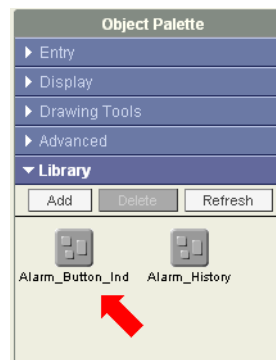 Object Palette
Entry
Display
Drawing Tools
Advanced
Library
Add Delete Refresh
Alarm_Button_Ind Alarm_History